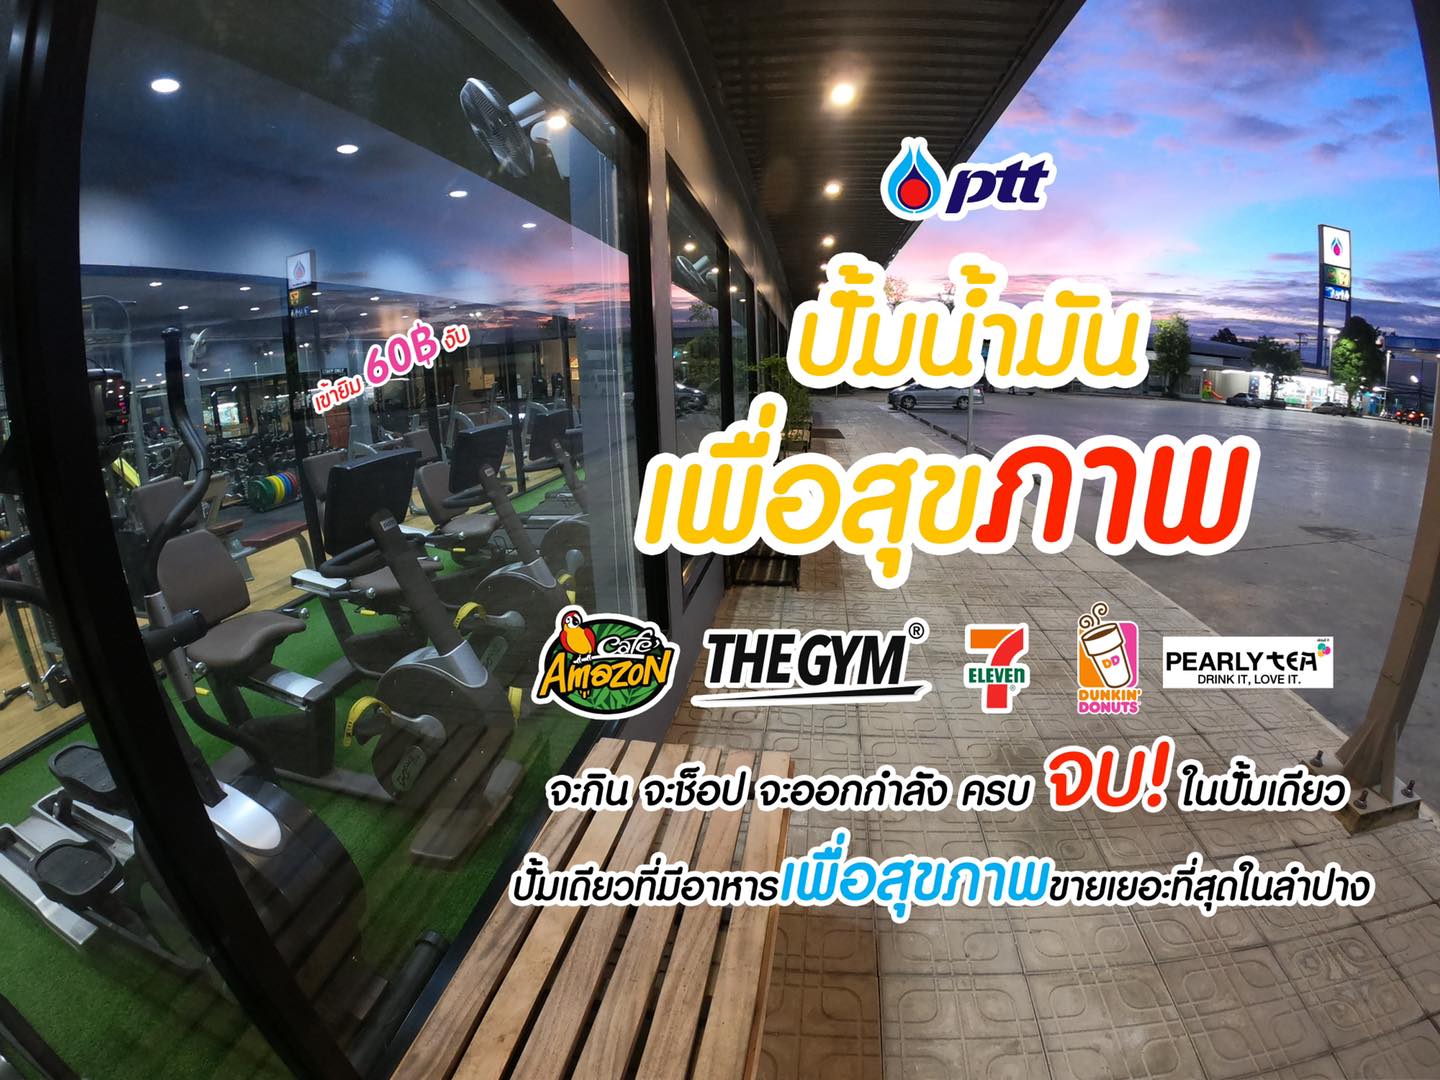 ptt
ปั้มน้ำมัน
เพื่อสุขภาพ
เข้ายิม 60฿ จบ
Café
Amazon
THE GYM®
7
ELEVEN
DD
DUNKIN'
DONUTS
PEARLY TEA
DRINK IT, LOVE IT.
จะกิน จะช็อป จะออกกำลัง ครบ จบ! ในปั้มเดียว
ปั้มเดียวที่มีอาหารเพื่อสุขภาพขายเยอะที่สุดในลำปาง